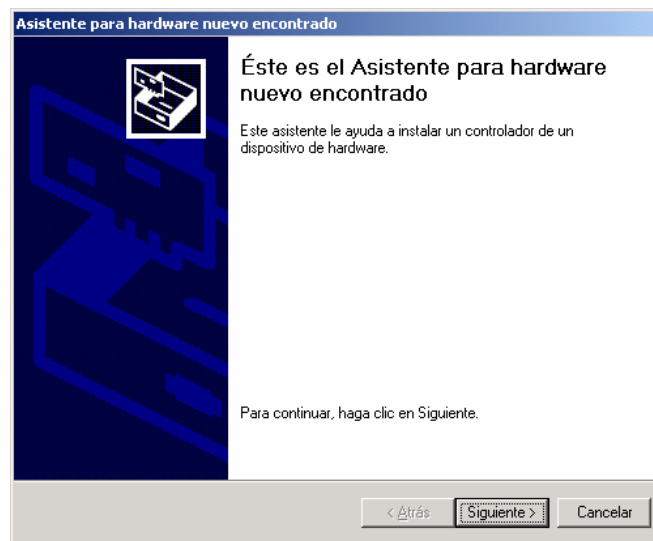 Asistente para hardware nuevo encontrado
Éste es el Asistente para hardware
nuevo encontrado
Este asistente le ayuda a instalar un controlador de un
dispositivo de hardware.
Para continuar, haga clic en Siguiente.
< Atrás
Siguiente >
Cancelar